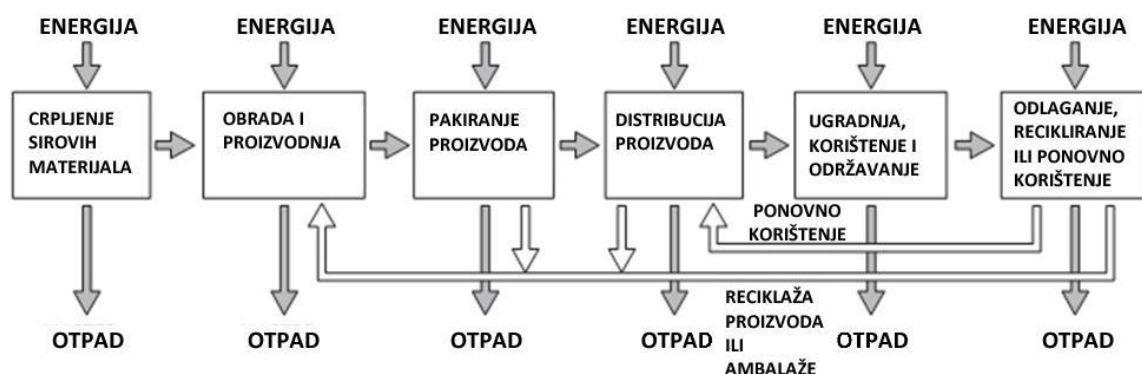 ENERGIJA ENERGIJA ENERGIJA ENERGIJA ENERGIJA ENERGIJA
CRPLJENJE
SIROVIH
MATERIJALA
OBRADA I
PROIZVODNJA
PAKIRANJE
PROIZVODA
DISTRIBUCIJA
PROIZVODA
UGRADNJA,
KORIŠTENJE I
ODRŽAVANJE
ODLAGANJE,
RECIKLIRANJE
ILI PONOVNO
KORIŠTENJE
PONOVNO
KORIŠTENJE
RECIKLAŽA
PROIZVODA
ILI
AMBALAŽE
OTPAD OTPAD OTPAD OTPAD OTPAD OTPAD